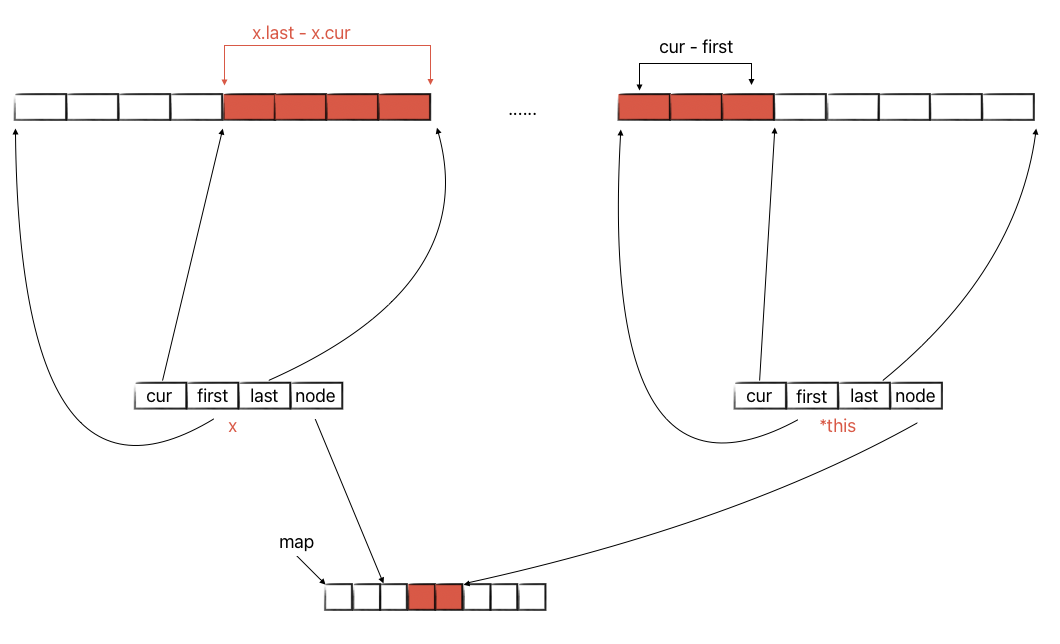 x.last - x.cur
cur - first
......
cur first last node
x
cur first last node
*this
map